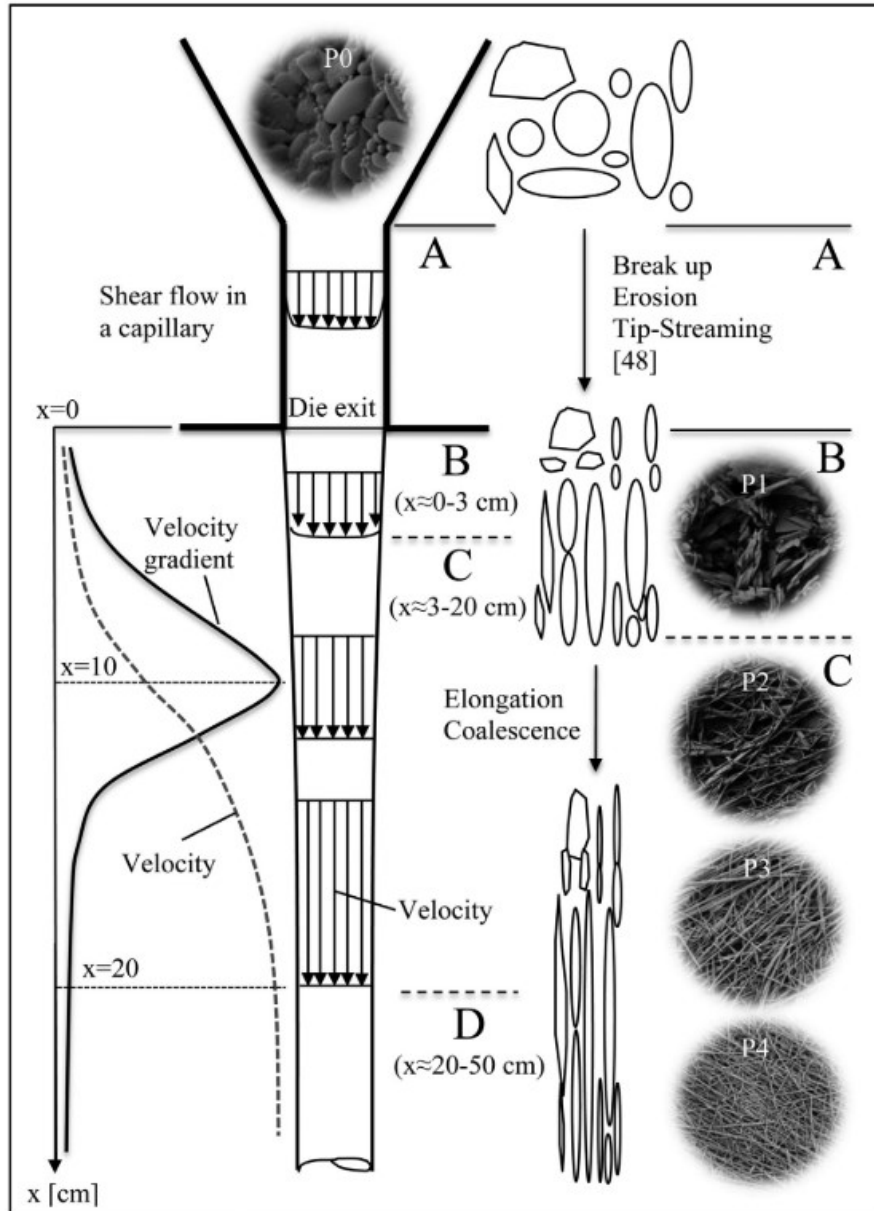 P0
A
A
Shear flow in
a capillary
Break up
Erosion
Tip-Streaming
[48]
x=0
Die exit
B
(x≈0-3 cm)
B
P1
Velocity
gradient
C
(x≈3-20 cm)
x=10
Elongation
Coalescence
P2
C
Velocity
Velocity
P3
x=20
D
(x≈20-50 cm)
P4
x [cm]